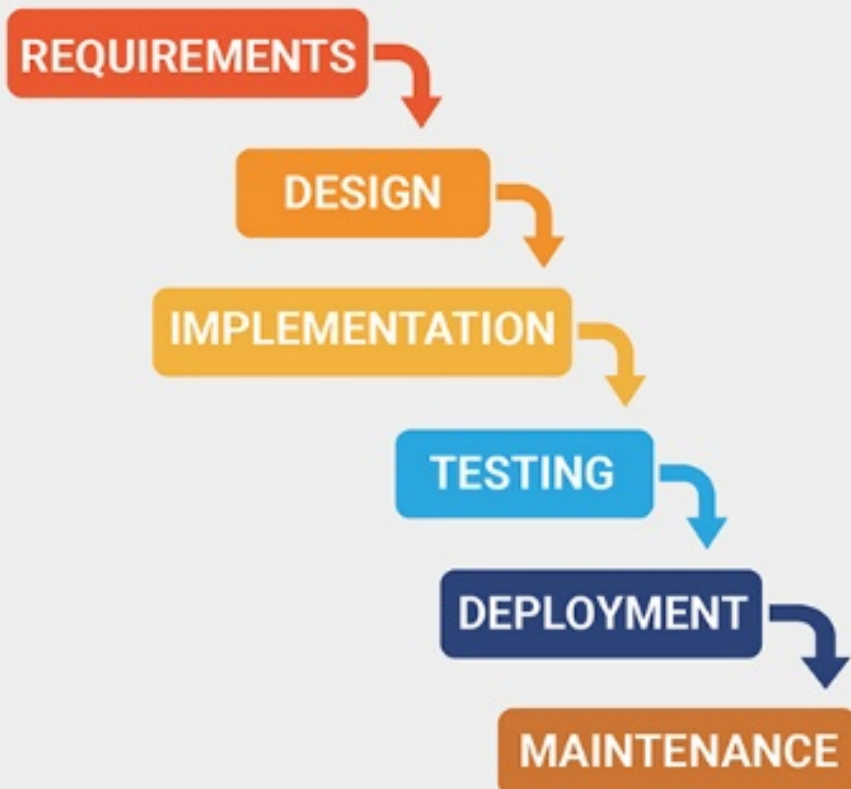 REQUIREMENTS
DESIGN
IMPLEMENTATION
TESTING
DEPLOYMENT
MAINTENANCE